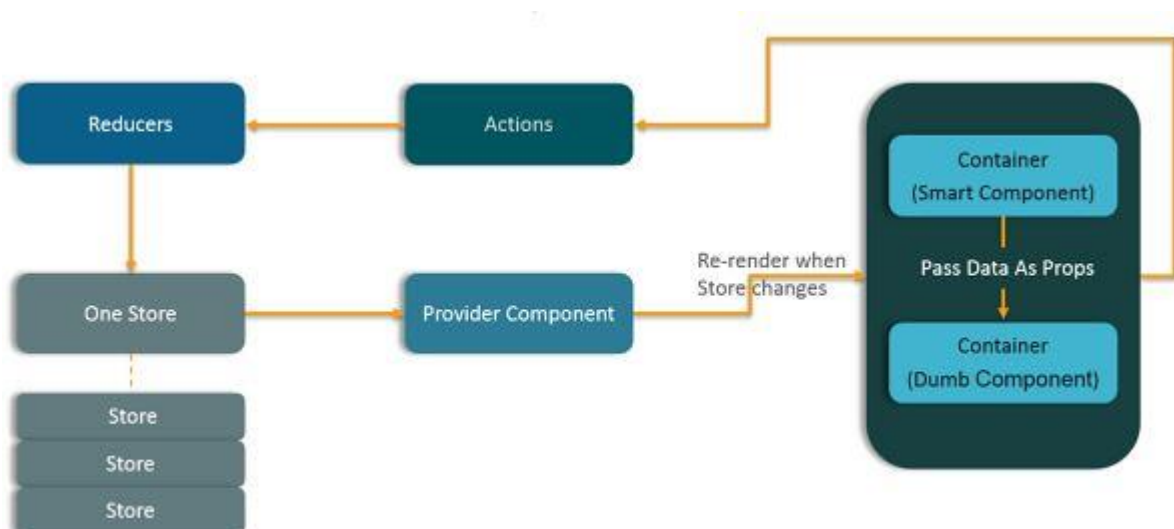 Reducers
Actions
Container
(Smart Component)
Re-render when
Store changes
Pass Data As Props
One Store
Provider Component
Container
(Dumb Component)
Store
Store
Store